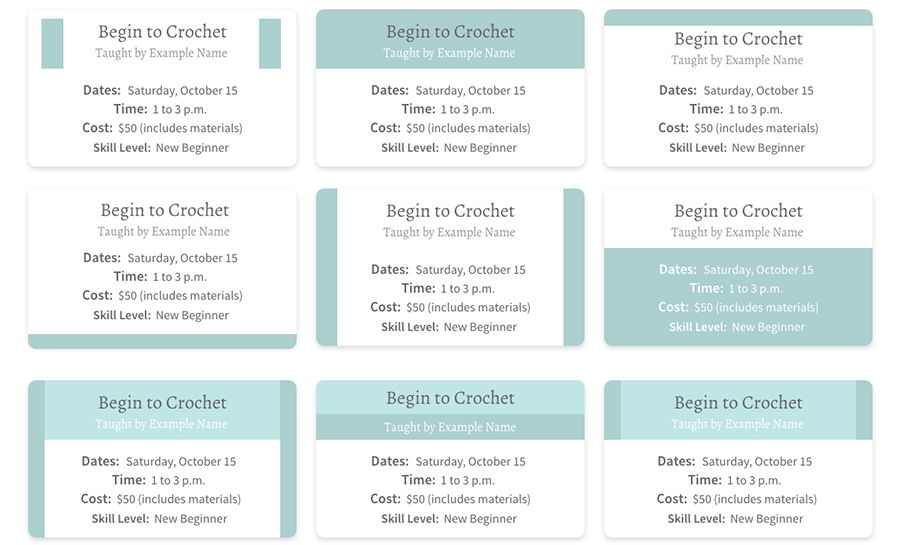 Begin to Crochet
Taught by Example Name
Dates: Saturday, October 15
Time: 1 to 3 p.m.
Cost: $50 (includes materials)
Skill Level: New Beginner
Begin to Crochet
Taught by Example Name
Dates: Saturday, October 15
Time: 1 to 3 p.m.
Cost: $50 (includes materials)
Skill Level: New Beginner
Begin to Crochet
Taught by Example Name
Dates: Saturday, October 15
Time: 1 to 3 p.m.
Cost: $50 (includes materials)
Skill Level: New Beginner
Begin to Crochet
Taught by Example Name
Dates: Saturday, October 15
Time: 1 to 3 p.m.
Cost: $50 (includes materials)
Skill Level: New Beginner
Begin to Crochet
Taught by Example Name
Dates: Saturday, October 15
Time: 1 to 3 p.m.
Cost: $50 (includes materials)
Skill Level: New Beginner
Begin to Crochet
Taught by Example Name
Dates: Saturday, October 15
Time: 1 to 3 p.m.
Cost: $50 (includes materials)
Skill Level: New Beginner
Begin to Crochet
Taught by Example Name
Dates: Saturday, October 15
Time: 1 to 3 p.m.
Cost: $50 (includes materials)
Skill Level: New Beginner
Begin to Crochet
Taught by Example Name
Dates: Saturday, October 15
Time: 1 to 3 p.m.
Cost: $50 (includes materials)
Skill Level: New Beginner
Begin to Crochet
Taught by Example Name
Dates: Saturday, October 15
Time: 1 to 3 p.m.
Cost: $50 (includes materials)
Skill Level: New Beginner